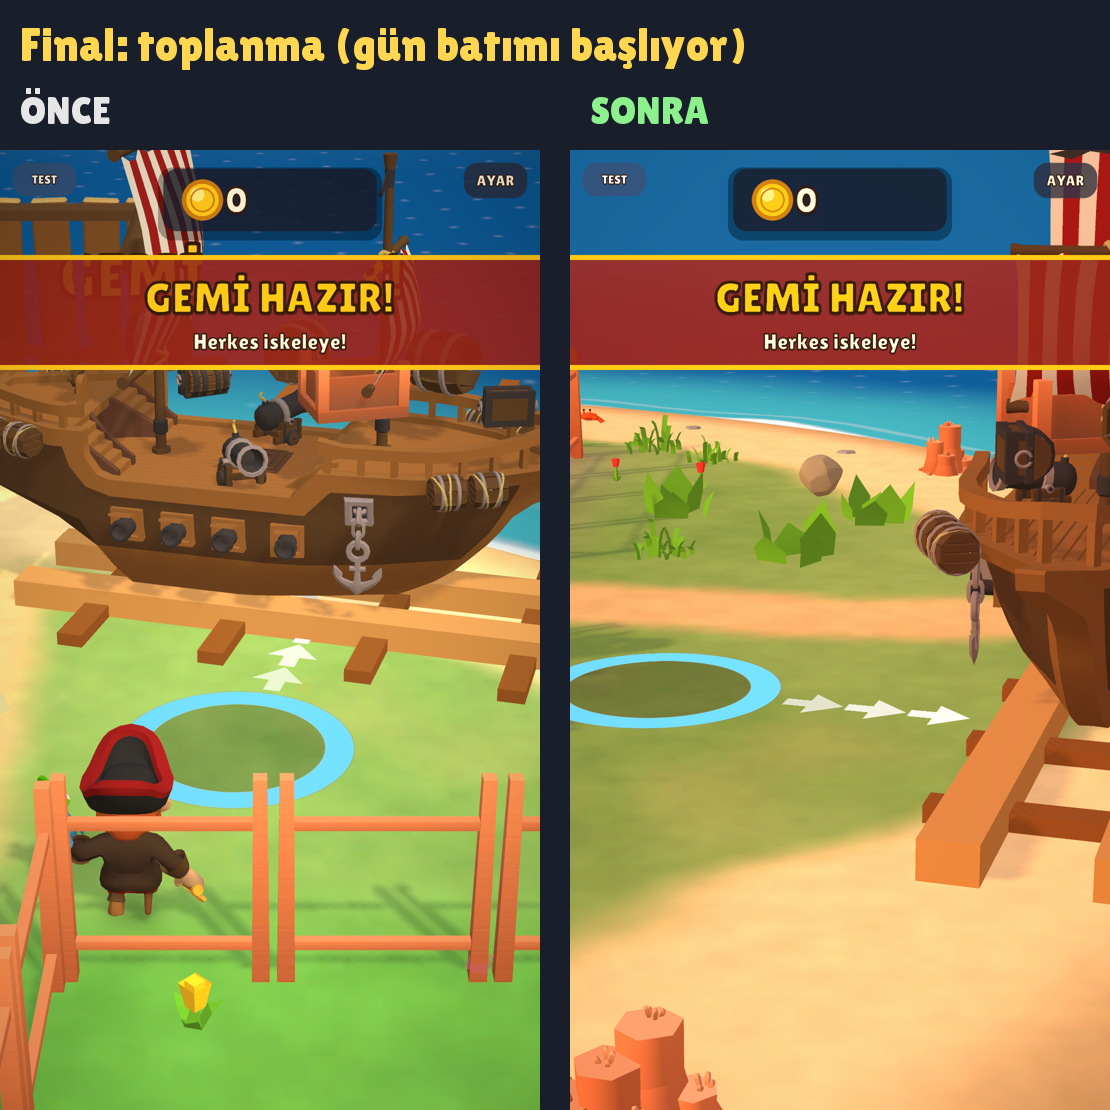 Final: toplanma (gün batımı başlıyor)
ÖNCE
SONRA
TEST
0
AYAR
GEMİ
GEMİ HAZIR!
Herkes iskeleye!
TEST
0
AYAR
GEMİ HAZIR!
Herkes iskeleye!